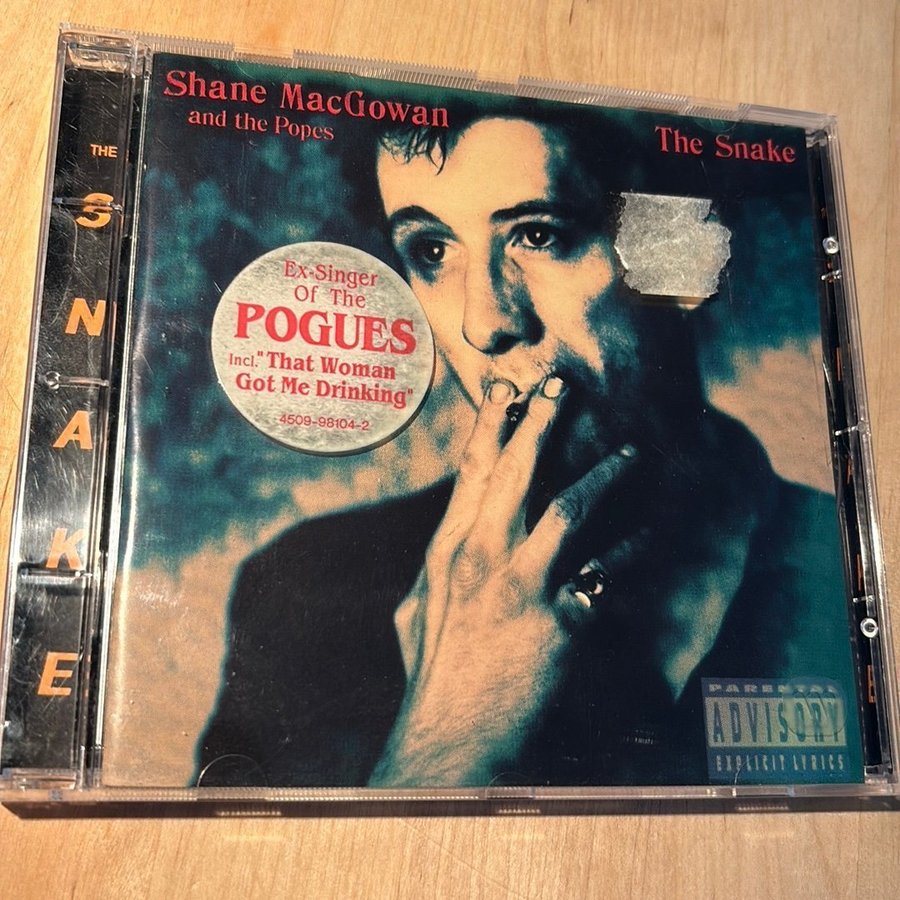 THE
SNAKE
Shane MacGowan
and the Popes
The Snake
Ex-Singer
Of The
POGUES
Incl. "That Woman
Got Me Drinking"
4509-98104-2
PARENTAL
ADVISORY
EXPLICIT LYRICS